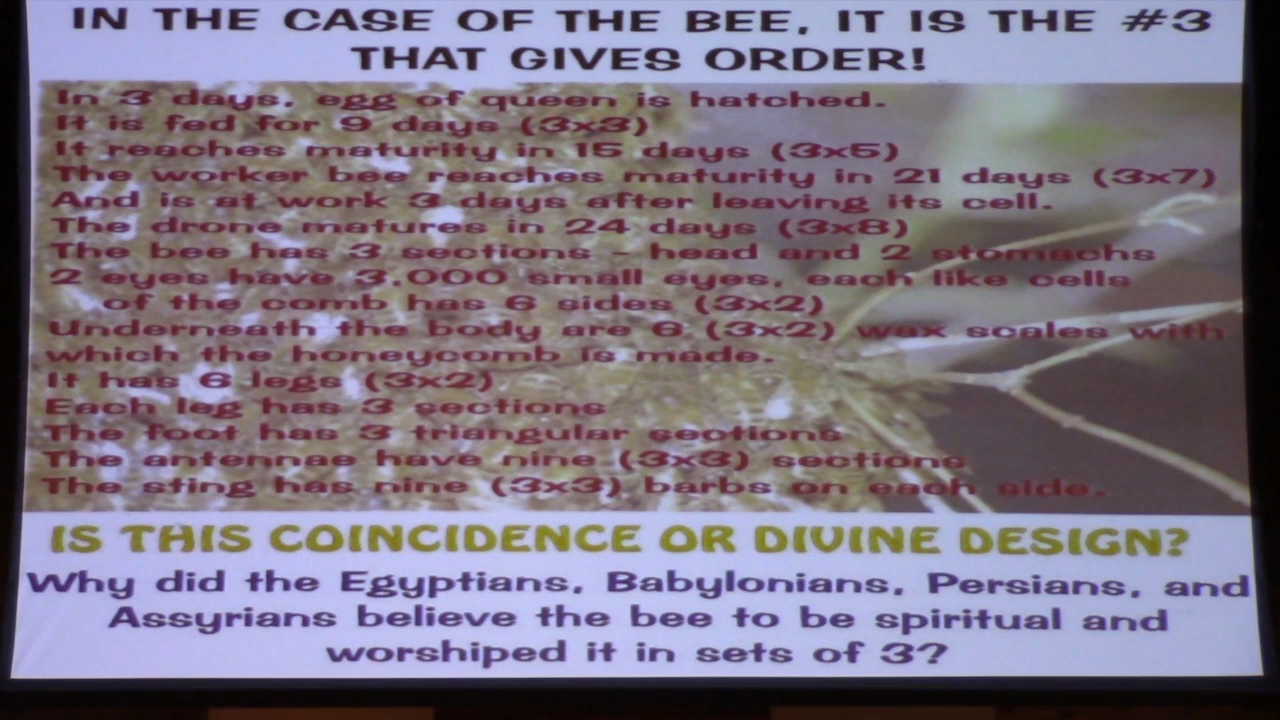 IN THE CASE OF THE BEE, IT IS THE #3
THAT GIVES ORDER!
In 3 days, egg of queen is hatched.
It is fed for 9 days (3x3)
It reaches maturity in 15 days (3x5)
The worker bee reaches maturity in 21 days (3x7)
And is at work 3 days after leaving its cell.
The drone matures in 24 days (3x8)
The bee has 3 sections - head and 2 stomachs
2 eyes have 3,000 small eyes, each like cells
of the comb has 6 sides (3x2)
Underneath the body are 6 (3x2) wax scales with
which the honeycomb is made.
It has 6 legs (3x2)
Each leg has 3 sections
The foot has 3 triangular sections
The antennae have nine (3x3) sections
The sting has nine (3x3) barbs on each side.
IS THIS COINCIDENCE OR DIVINE DESIGN?
Why did the Egyptians, Babylonians, Persians, and
Assyrians believe the bee to be spiritual and
worshiped it in sets of 3?